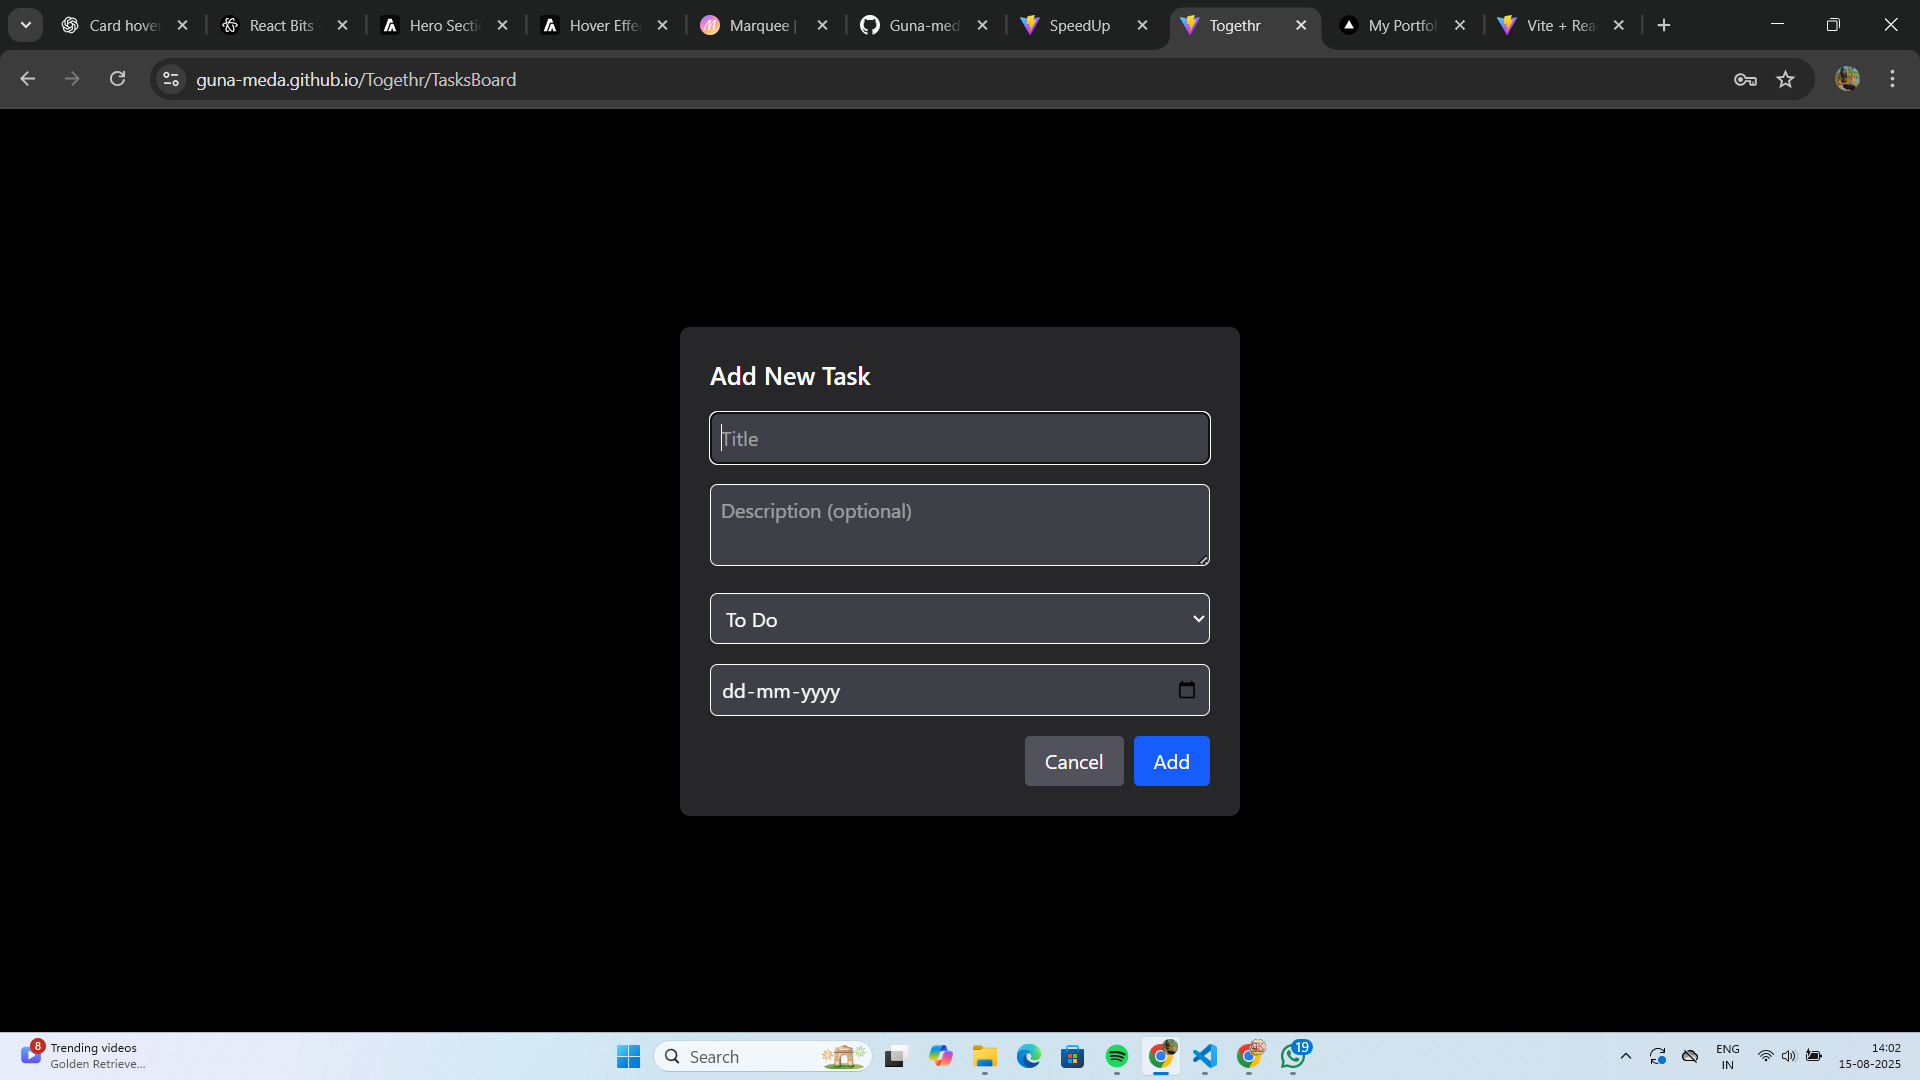 Card hover
React Bits
Hero Secti
Hover Effe
Marquee |
Guna-med
SpeedUp
Togethr
My Portfol
Vite + Rea
guna-meda.github.io/Togethr/TasksBoard
Add New Task
Title
Description (optional)
To Do
dd-mm-yyyy
Cancel
Add
8
Trending videos
Golden Retrieve...
Search
19
ENG
IN
14:02
15-08-2025